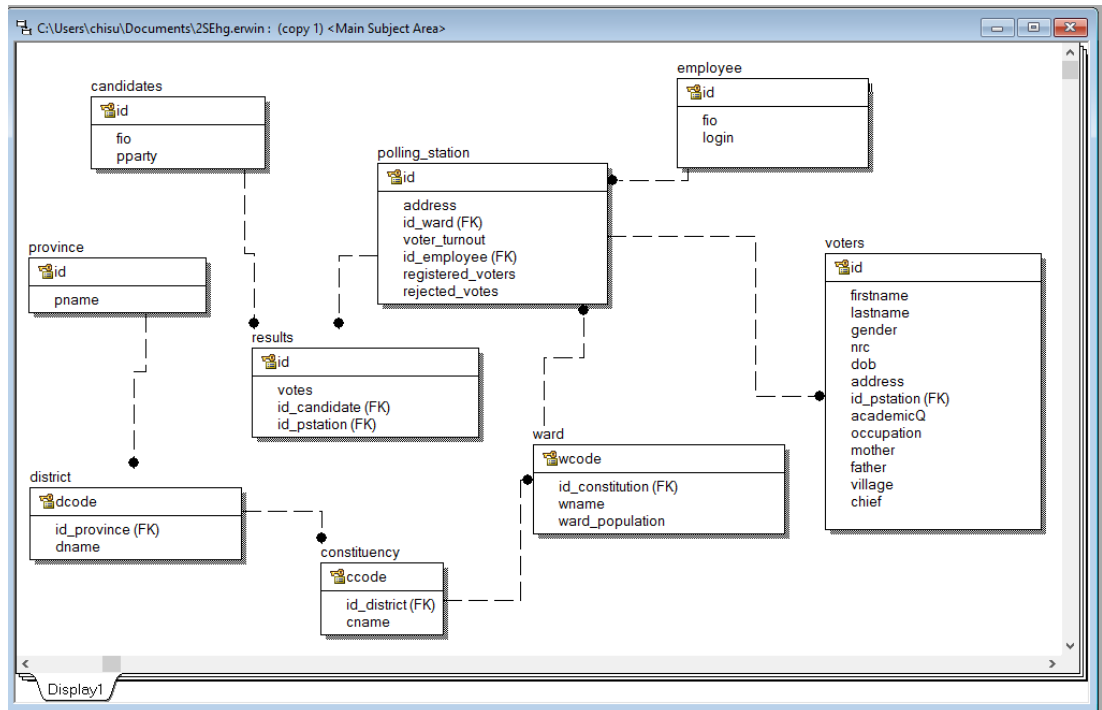 C:\Users\chisu\Documents\2SEhg.erwin : (copy 1) <Main Subject Area>
candidates
id
fio
pparty
employee
id
fio
login
polling_station
id
address
id_ward (FK)
voter_turnout
id_employee (FK)
registered_voters
rejected_votes
province
id
pname
voters
id
firstname
lastname
gender
nrc
dob
address
id_pstation (FK)
academicQ
occupation
mother
father
village
chief
results
id
votes
id_candidate (FK)
id_pstation (FK)
ward
wcode
id_constitution (FK)
wname
ward_population
district
dcode
id_province (FK)
dname
constituency
ccode
id_district (FK)
cname
Display1